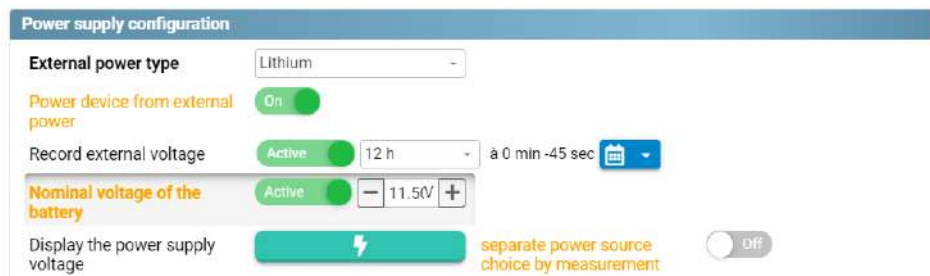 Power supply configuration
External power type Lithium
Power device from external
power
On
Record external voltage Active 12 h à 0 min -45 sec
Nominal voltage of the
battery
Active − 11.50V +
Display the power supply
voltage
separate power source
choice by measurement
Off